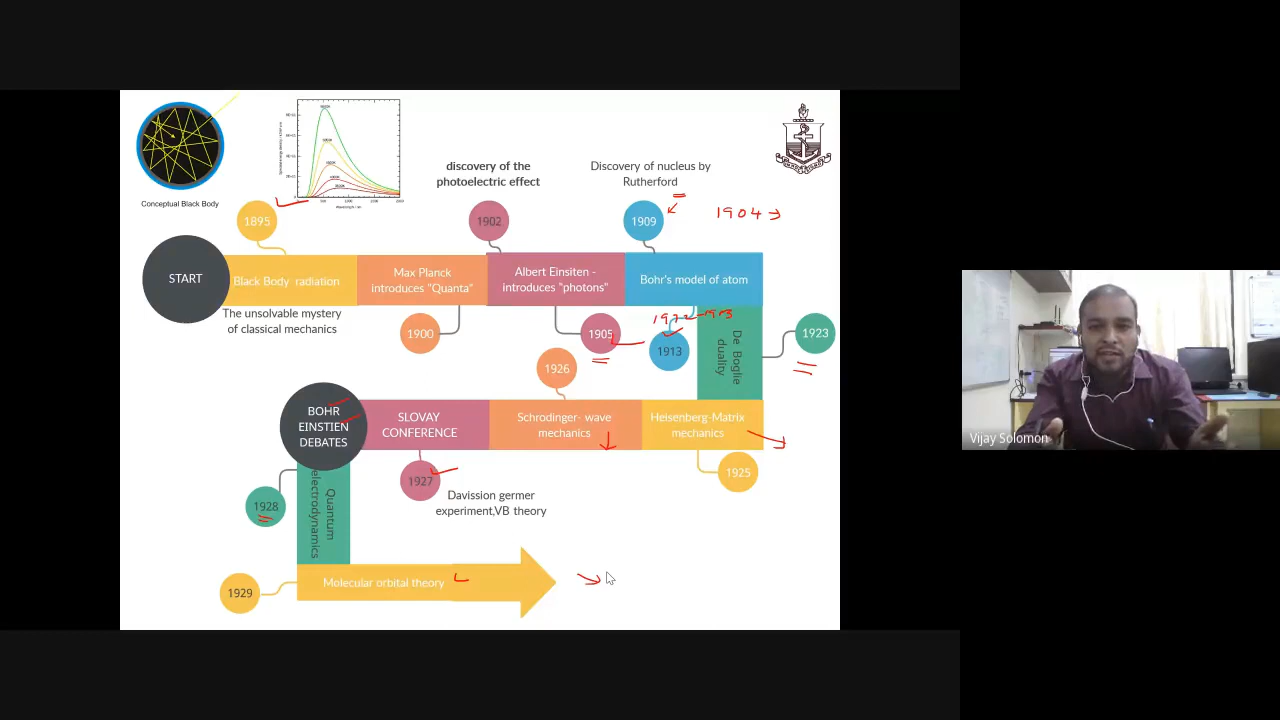 Conceptual Black Body
discovery of the
photoelectric effect
Discovery of nucleus by
Rutherford
1895
1902
1909
1904
START
Black Body radiation
Max Planck
introduces "Quanta"
Albert Einsiten -
introduces "photons"
Bohr's model of atom
The unsolvable mystery
of classical mechanics
1900
1905
1913
1913
De Boglie
duality
1923
1926
BOHR
EINSTIEN
DEBATES
SLOVAY
CONFERENCE
Schrodinger- wave
mechanics
Heisenberg-Matrix
mechanics
1927
1925
Davission germer
experiment,VB theory
1928
Quantum
electrodynamics
Molecular orbital theory
1929
Vijay Solomon